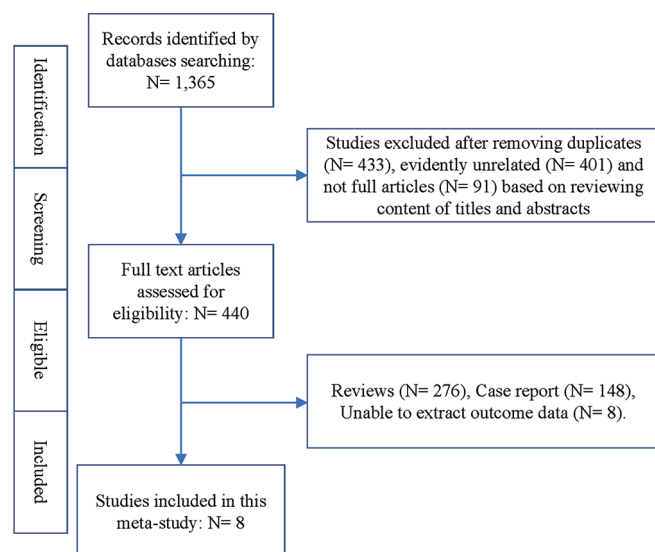 Records identified by
databases searching:
N= 1,365
Identification
Studies excluded after removing duplicates
(N= 433), evidently unrelated (N= 401) and
not full articles (N= 91) based on reviewing
content of titles and abstracts
Screening
Full text articles
assessed for
eligibility: N= 440
Eligible
Reviews (N= 276), Case report (N= 148),
Unable to extract outcome data (N= 8).
Included
Studies included in this
meta-study: N= 8